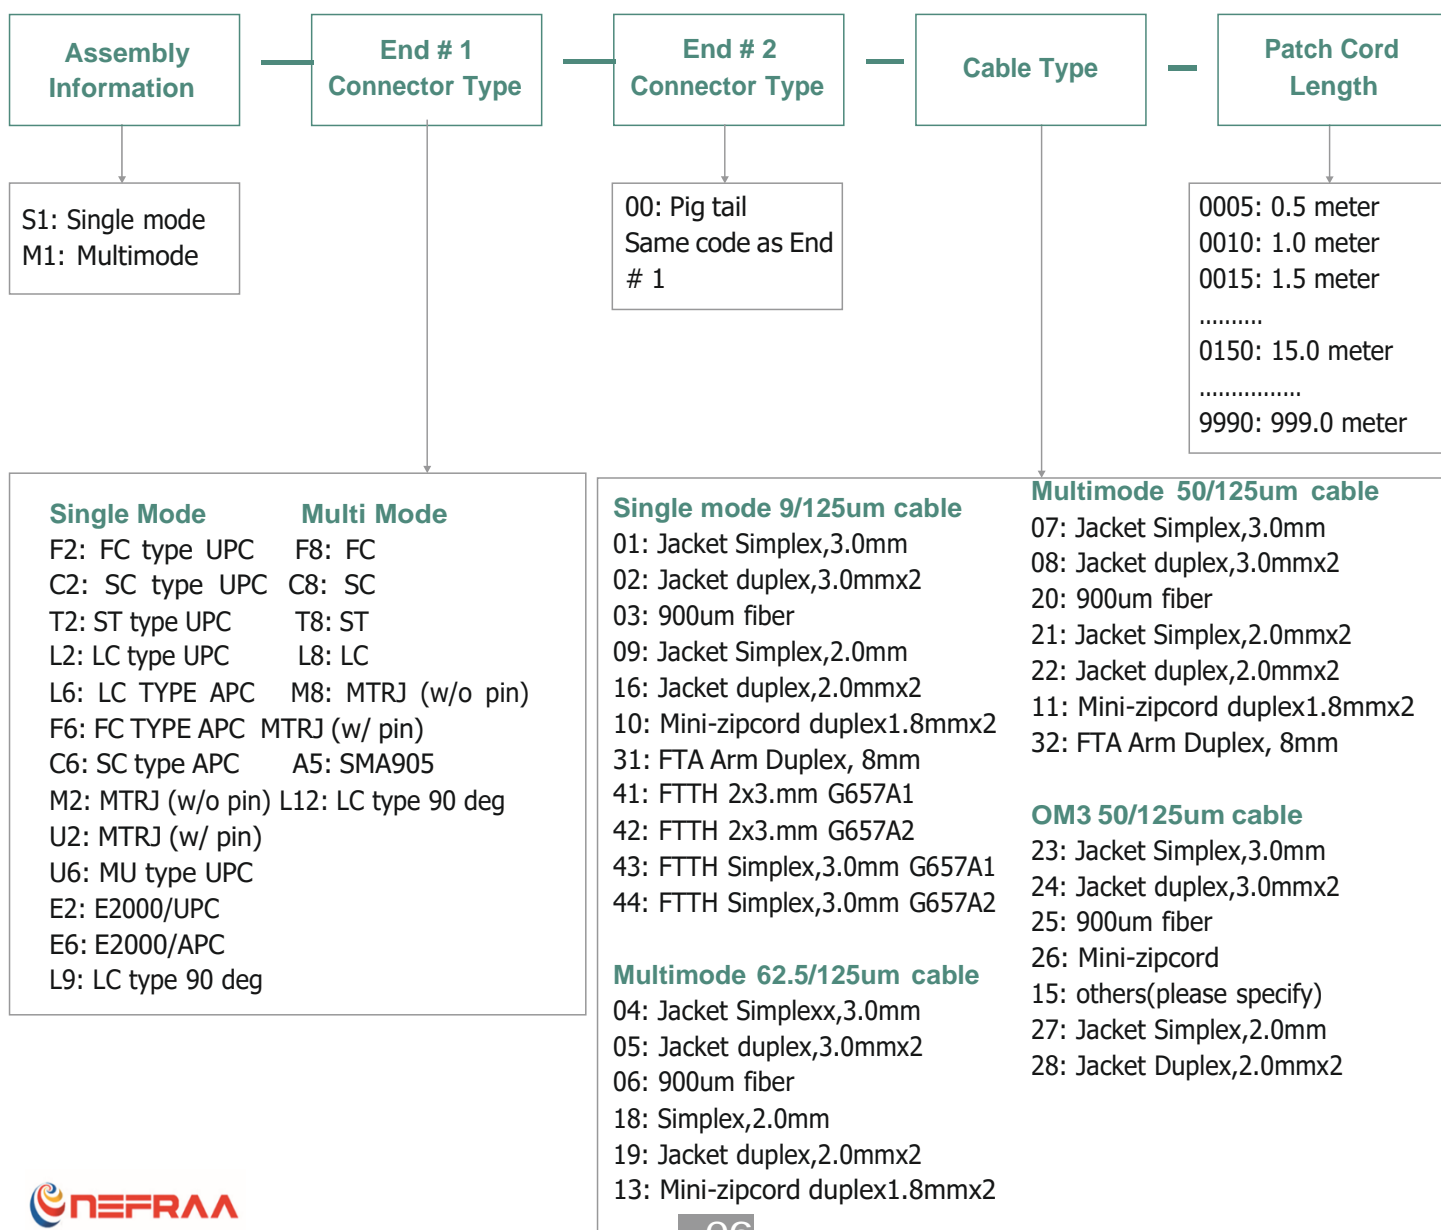 Assembly
Information
End # 1
Connector Type
End # 2
Connector Type
Cable Type
Patch Cord
Length
S1: Single mode
M1: Multimode
00: Pig tail
Same code as End
# 1
0005: 0.5 meter
0010: 1.0 meter
0015: 1.5 meter
..........
0150: 15.0 meter
................
9990: 999.0 meter
Single Mode Multi Mode
F2: FC type UPC F8: FC
C2: SC type UPC C8: SC
T2: ST type UPC T8: ST
L2: LC type UPC L8: LC
L6: LC TYPE APC M8: MTRJ (w/o pin)
F6: FC TYPE APC MTRJ (w/ pin)
C6: SC type APC A5: SMA905
M2: MTRJ (w/o pin) L12: LC type 90 deg
U2: MTRJ (w/ pin)
U6: MU type UPC
E2: E2000/UPC
E6: E2000/APC
L9: LC type 90 deg
Single mode 9/125um cable
01: Jacket Simplex,3.0mm
02: Jacket duplex,3.0mmx2
03: 900um fiber
09: Jacket Simplex,2.0mm
16: Jacket duplex,2.0mmx2
10: Mini-zipcord duplex1.8mmx2
31: FTA Arm Duplex, 8mm
41: FTTH 2x3.mm G657A1
42: FTTH 2x3.mm G657A2
43: FTTH Simplex,3.0mm G657A1
44: FTTH Simplex,3.0mm G657A2
Multimode 62.5/125um cable
04: Jacket Simplexx,3.0mm
05: Jacket duplex,3.0mmx2
06: 900um fiber
18: Simplex,2.0mm
19: Jacket duplex,2.0mmx2
13: Mini-zipcord duplex1.8mmx2
Multimode 50/125um cable
07: Jacket Simplex,3.0mm
08: Jacket duplex,3.0mmx2
20: 900um fiber
21: Jacket Simplex,2.0mmx2
22: Jacket duplex,2.0mmx2
11: Mini-zipcord duplex1.8mmx2
32: FTA Arm Duplex, 8mm
OM3 50/125um cable
23: Jacket Simplex,3.0mm
24: Jacket duplex,3.0mmx2
25: 900um fiber
26: Mini-zipcord
15: others(please specify)
27: Jacket Simplex,2.0mm
28: Jacket Duplex,2.0mmx2
NEFRAA